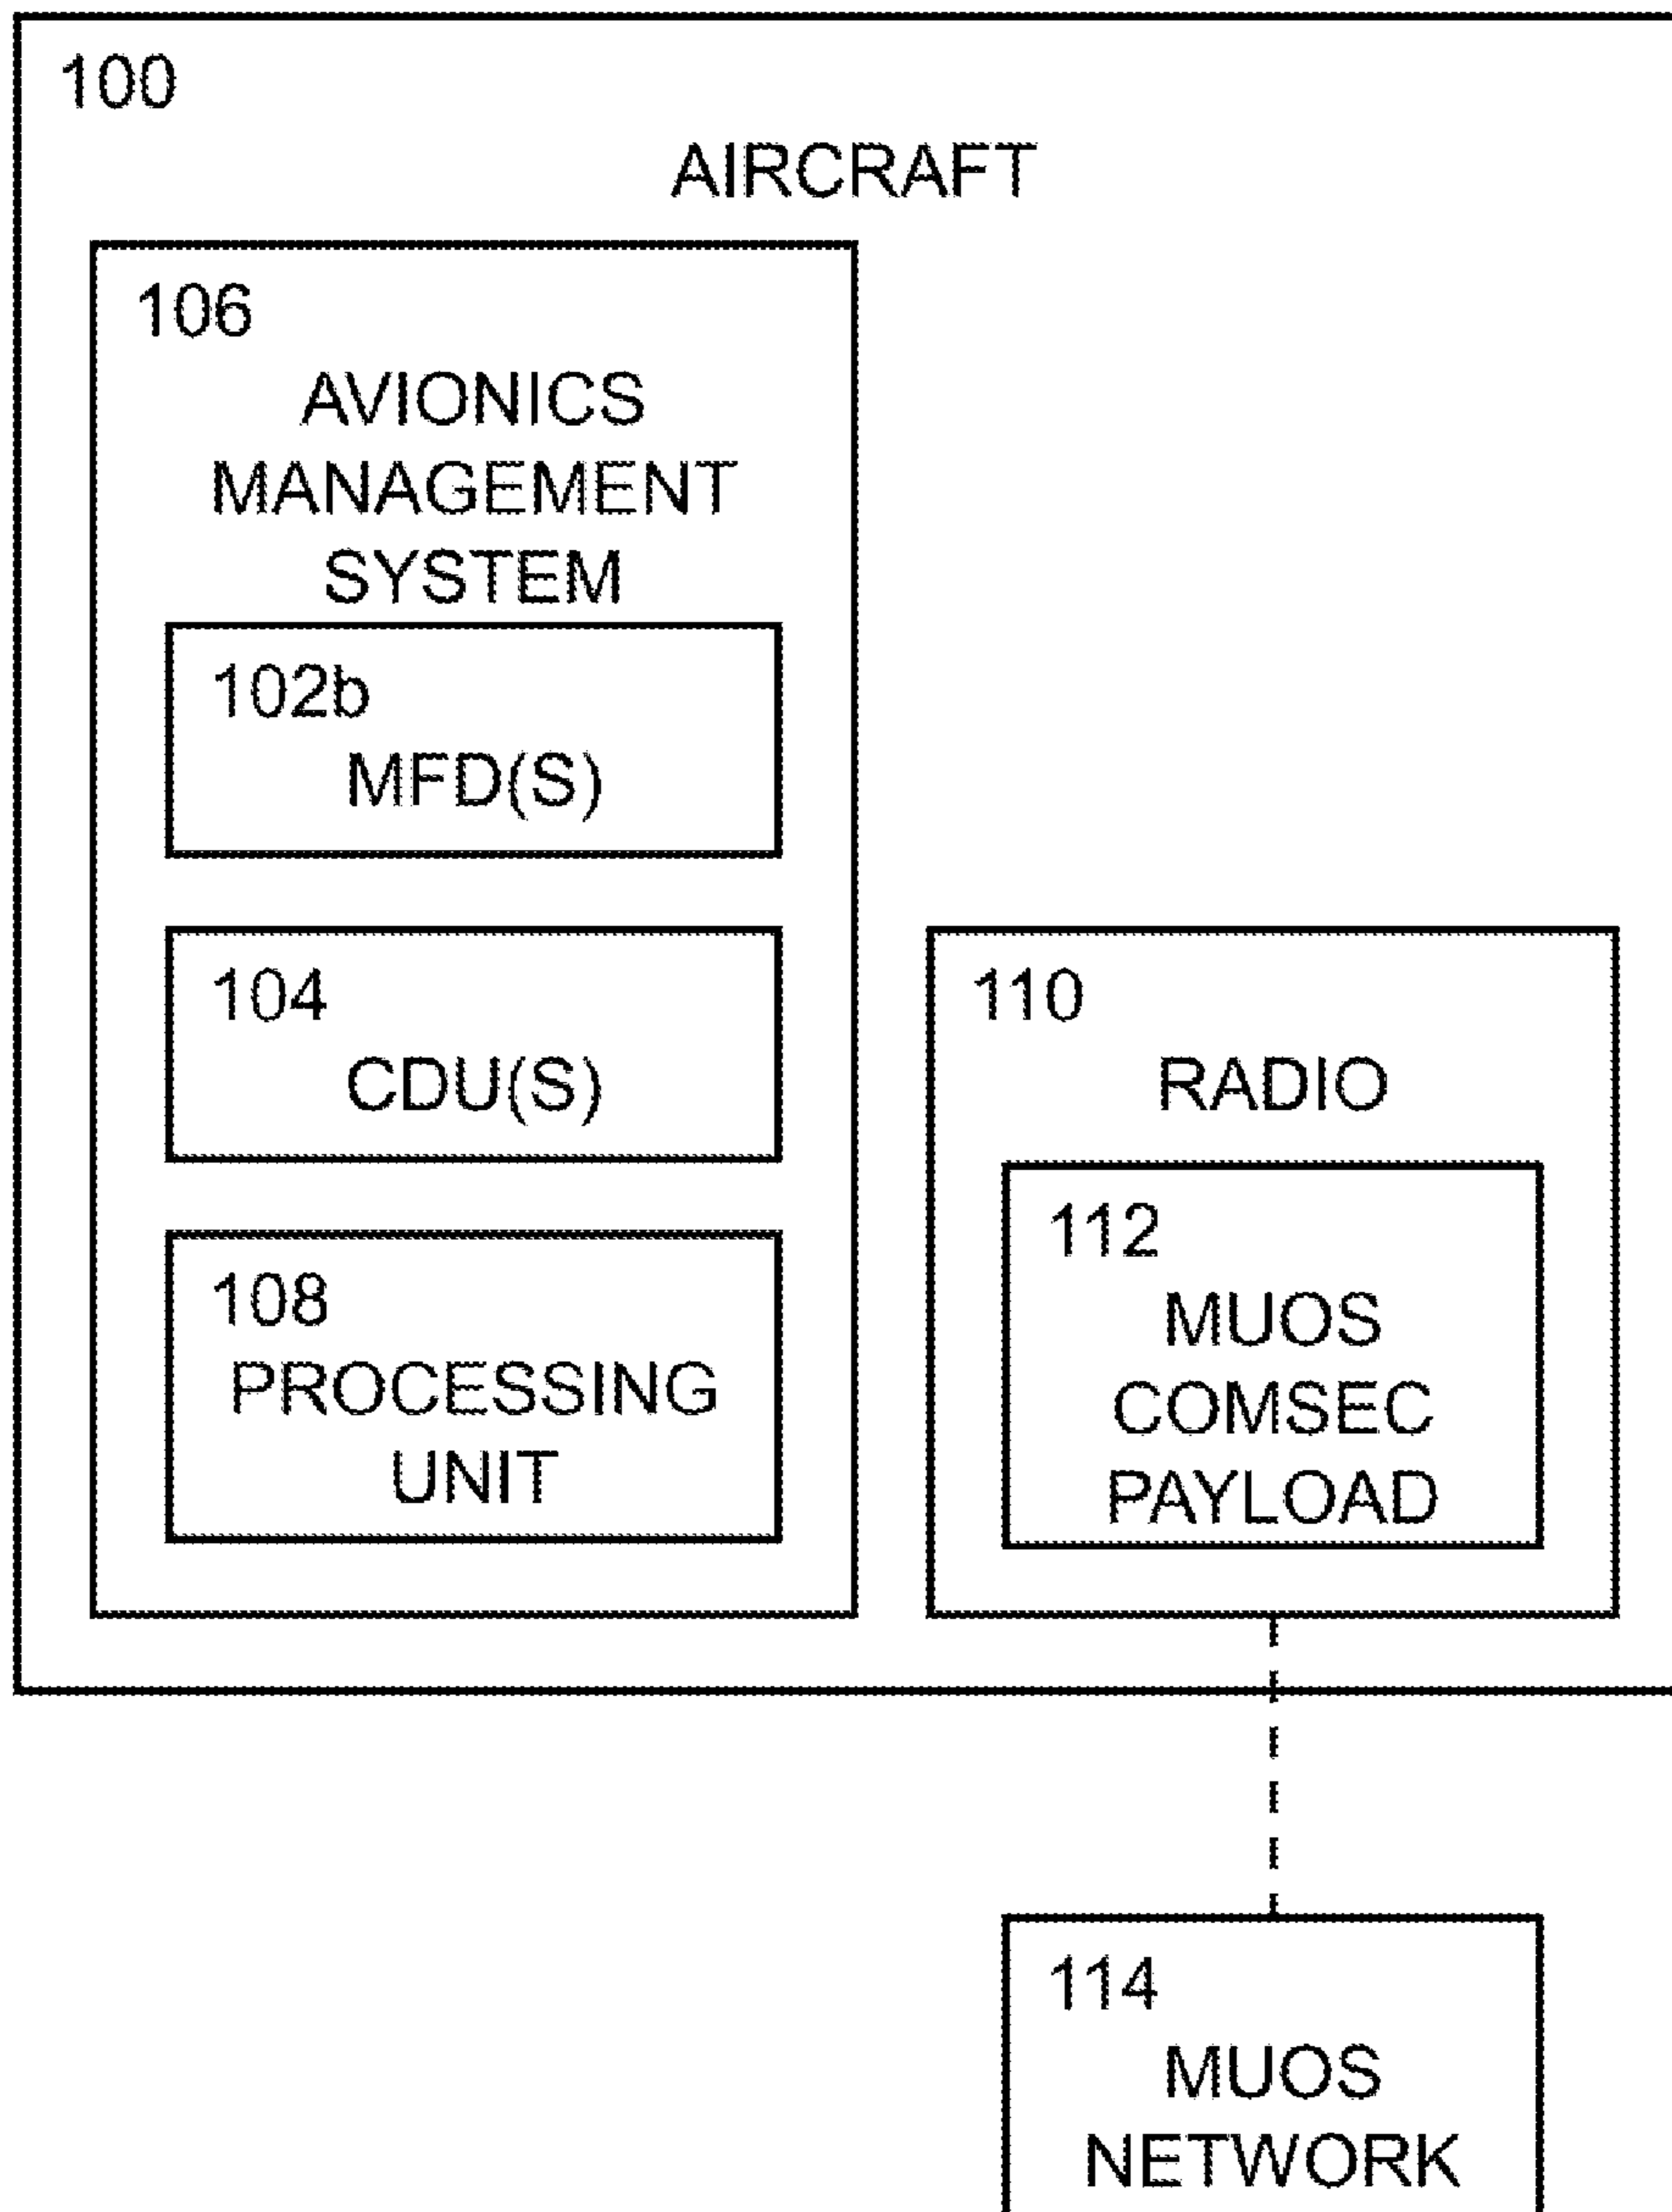 100
AIRCRAFT
106
AVIONICS
MANAGEMENT
SYSTEM
102b
MFD(S)
104
CDU(S)
108
PROCESSING
UNIT
110
RADIO
112
MUOS
COMSEC
PAYLOAD
114
MUOS
NETWORK